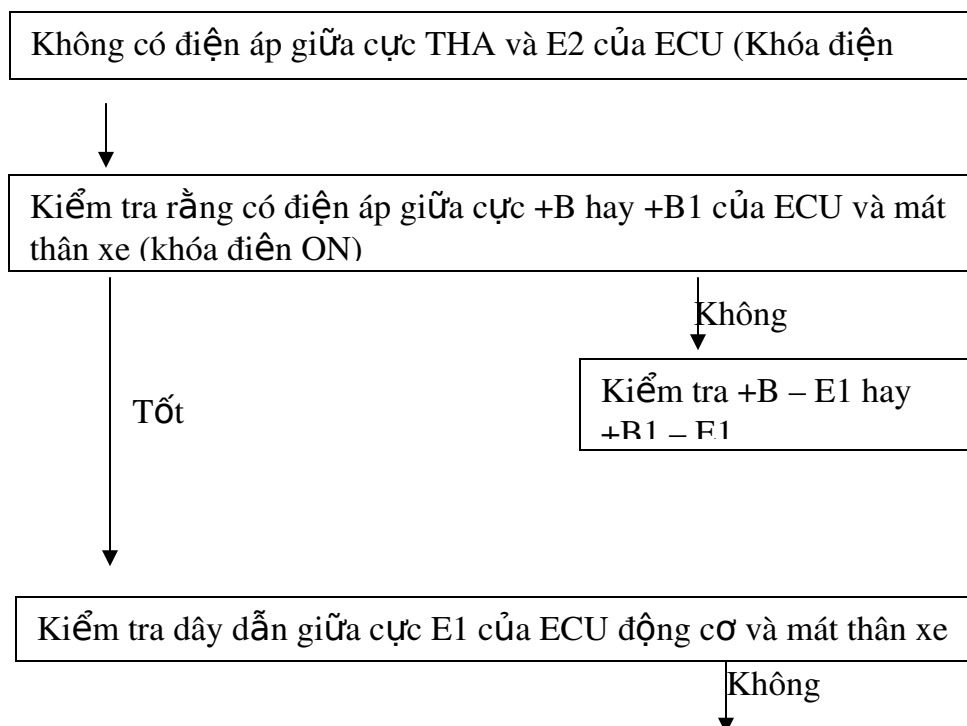 Không có điện áp giữa cực THA và E2 của ECU (Khóa điện
Kiểm tra rằng có điện áp giữa cực +B hay +B1 của ECU và mát
thân xe (khóa điện ON)
Không
Kiểm tra +B – E1 hay
+B1 – E1
Tốt
Kiểm tra dây dẫn giữa cực E1 của ECU động cơ và mát thân xe
Không